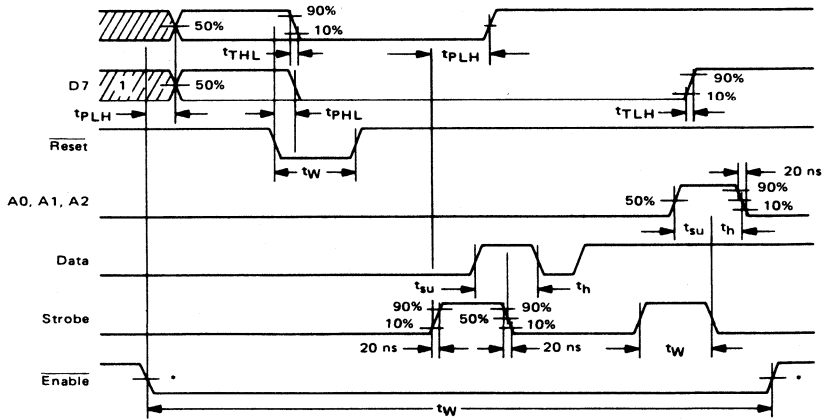 50%
90%
10%
tTHL
tPLH
D7
1
50%
90%
10%
tPLH
tPHL
tTLH
Reset
tW
20 ns
A0, A1, A2
50%
90%
10%
tsu
th
Data
tsu
th
Strobe
90%
10%
50%
90%
10%
20 ns
20 ns
tW
Enable
*
*
tW